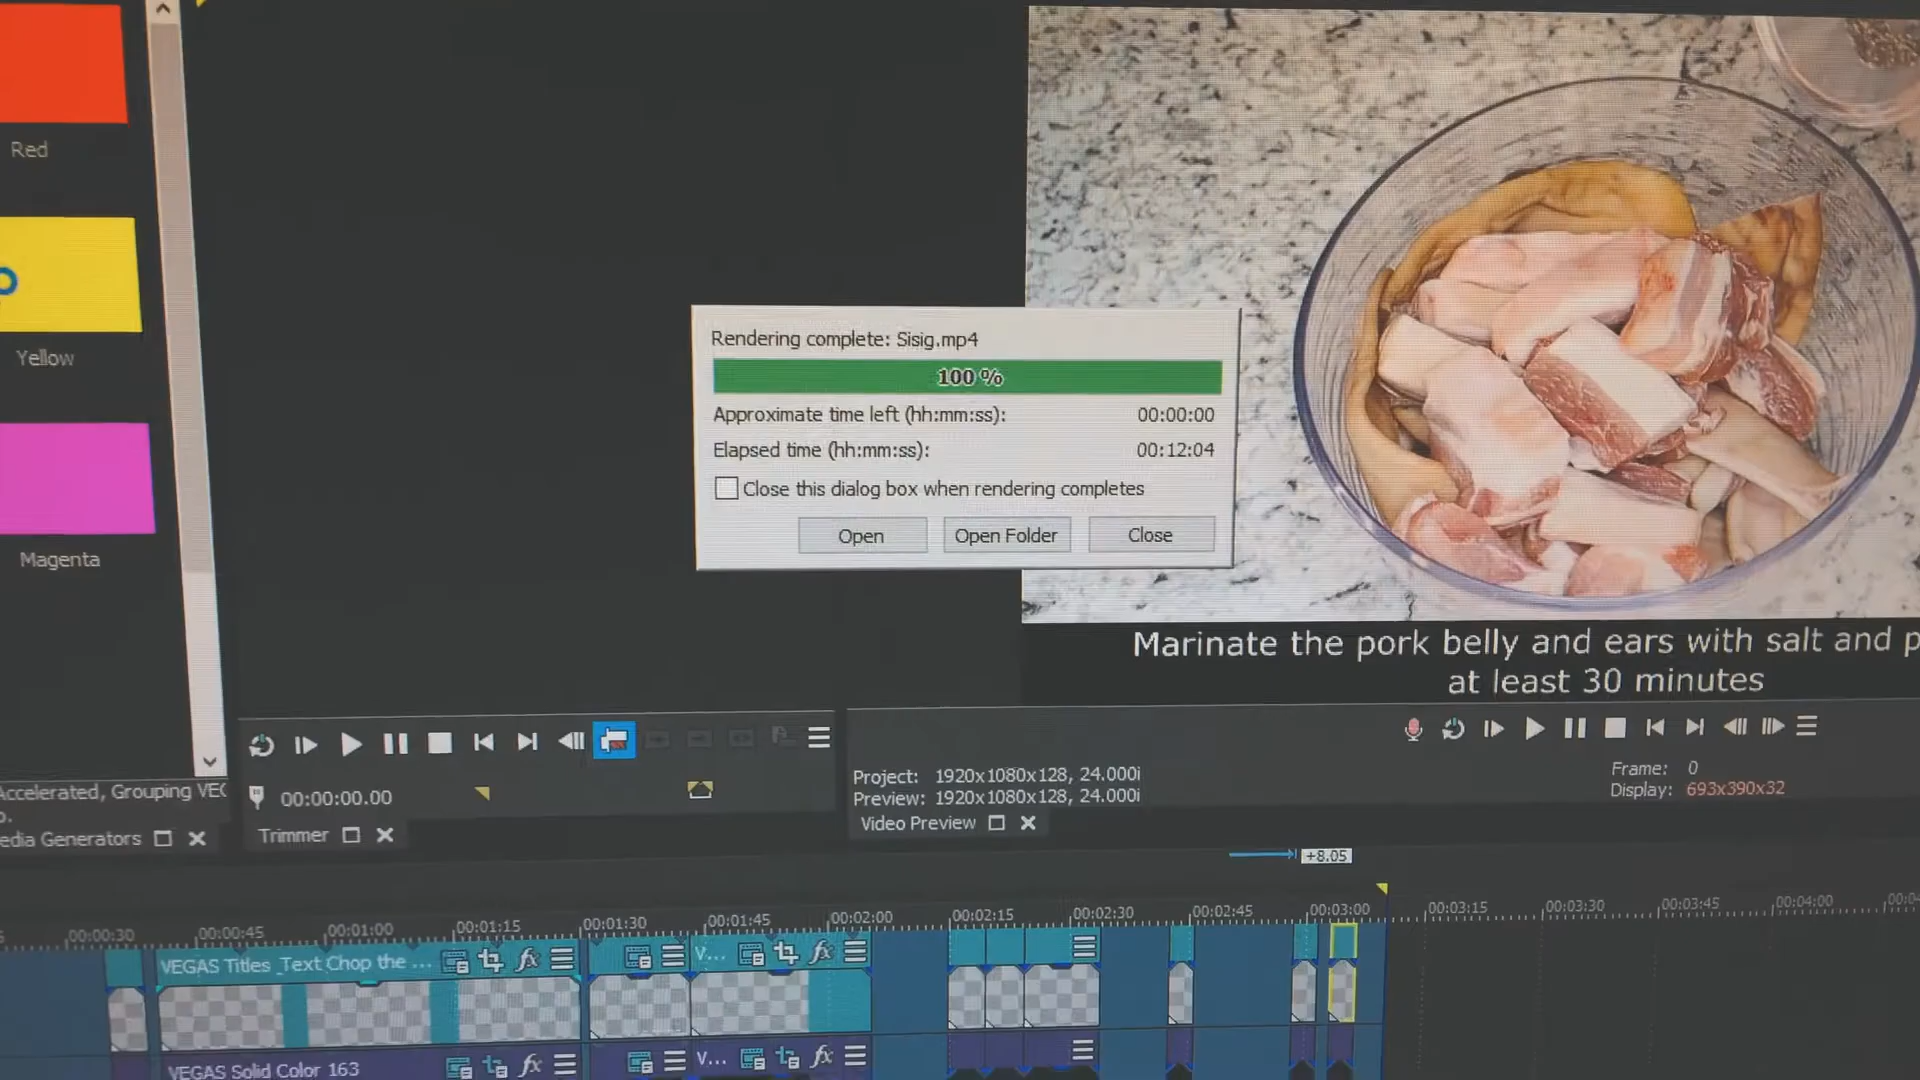 Red
Yellow
Magenta
Rendering complete: Sisig.mp4
100 %
Approximate time left (hh:mm:ss): 00:00:00
Elapsed time (hh:mm:ss): 00:12:04
Close this dialog box when rendering completes
Open Open Folder Close
Marinate the pork belly and ears with salt and
at least 30 minutes
Accelerated, Grouping
00:00:00.00
Project: 1920x1080x128, 24.000i
Preview: 1920x1080x128, 24.000i
Frame: 0
Display: 693x390x32
Generators
Trimmer
Video Preview
+8.05
00:00:30 00:00:45 00:01:00 00:01:15 00:01:30 00:01:45 00:02:00 00:02:15 00:02:30 00:02:45 00:03:00 00:03:15 00:03:30 00:03:45 00:04:00
VEGAS Titles _Text Chop the ... fx V... fx
VEGAS Solid Color 163 fx V... fx